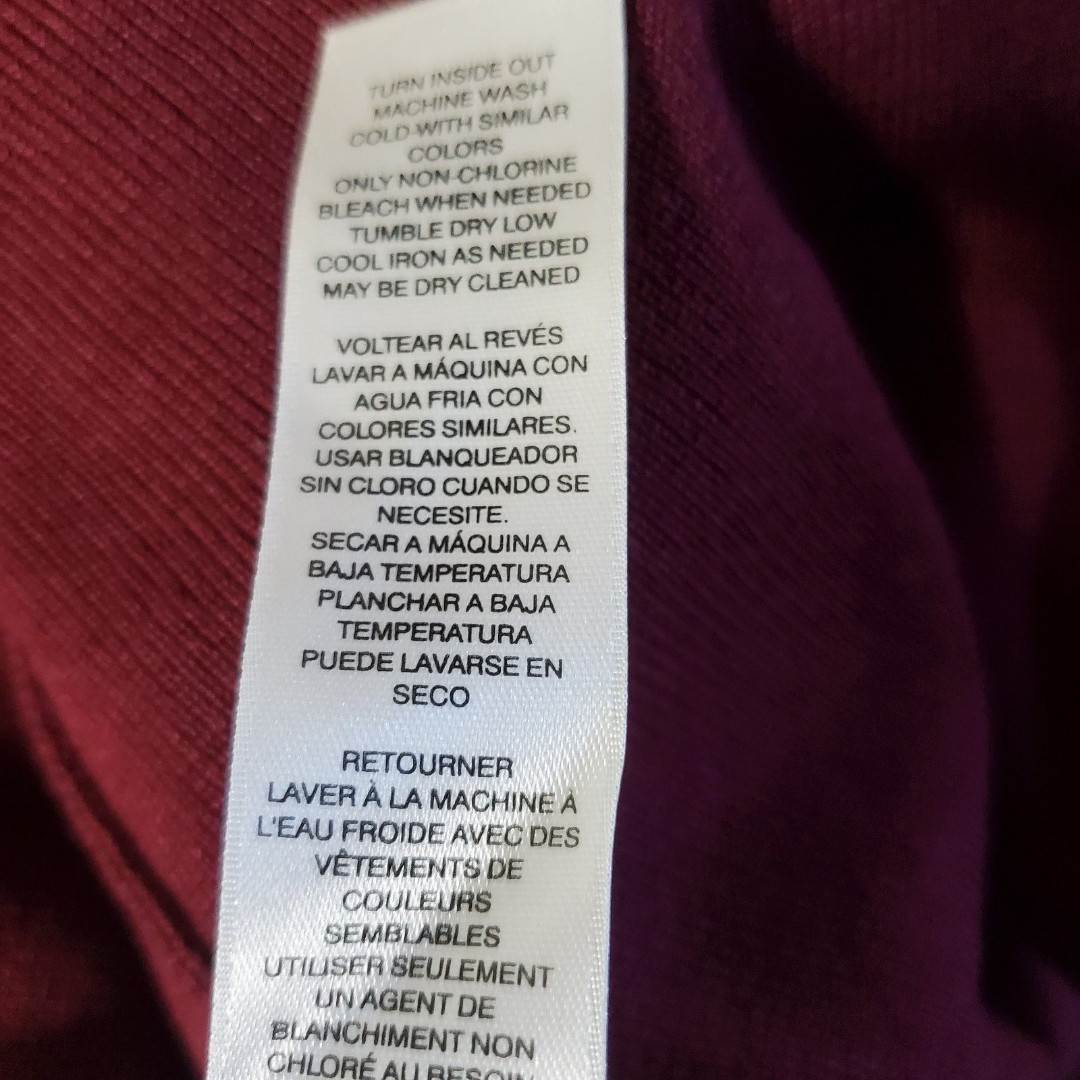 TURN INSIDE OUT
MACHINE WASH
COLD WITH SIMILAR
COLORS
ONLY NON-CHLORINE
BLEACH WHEN NEEDED
TUMBLE DRY LOW
COOL IRON AS NEEDED
MAY BE DRY CLEANED
VOLTEAR AL REVÉS
LAVAR A MÁQUINA CON
AGUA FRIA CON
COLORES SIMILARES.
USAR BLANQUEADOR
SIN CLORO CUANDO SE
NECESITE.
SECAR A MÁQUINA A
BAJA TEMPERATURA
PLANCHAR A BAJA
TEMPERATURA
PUEDE LAVARSE EN
SECO
RETOURNER
LAVER À LA MACHINE À
L'EAU FROIDE AVEC DES
VÊTEMENTS DE
COULEURS
SEMBLABLES
UTILISER SEULEMENT
UN AGENT DE
BLANCHIMENT NON
CHLORÉ AU BESOIN